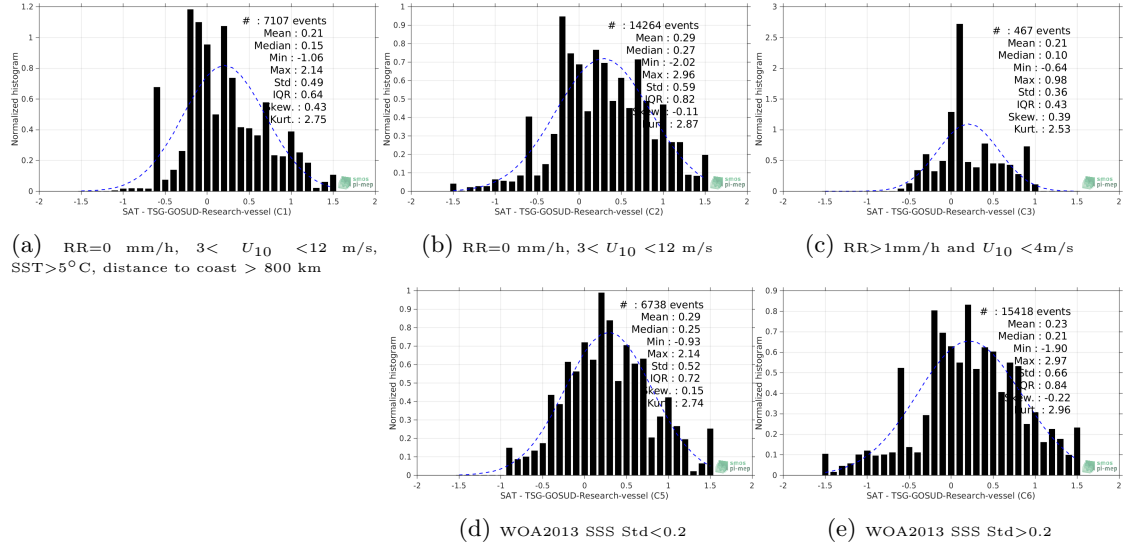 # : 7107 events
Mean : 0.21
Median : 0.15
Min : -1.06
Max : 2.14
Std : 0.49
IQR : 0.64
Skew. : 0.43
Kurt. : 2.75
Normalized histogram
1.2
1
0.8
0.6
0.4
0.2
0
-2 -1.5 -1 -0.5 0 0.5 1 1.5 2
SAT - TSG-GOSUD-Research-vessel (C1)
smos
pi-mep
(a) RR=0 mm/h, 3< U10 <12 m/s,
SST>5°C, distance to coast > 800 km
# : 14264 events
Mean : 0.29
Median : 0.27
Min : -2.02
Max : 2.96
Std : 0.59
IQR : 0.82
Skew. : -0.11
Kurt. : 2.87
Normalized histogram
1
0.9
0.8
0.7
0.6
0.5
0.4
0.3
0.2
0.1
0
-2 -1.5 -1 -0.5 0 0.5 1 1.5 2
SAT - TSG-GOSUD-Research-vessel (C2)
smos
pi-mep
(b) RR=0 mm/h, 3< U10 <12 m/s
# : 467 events
Mean : 0.21
Median : 0.10
Min : -0.64
Max : 0.98
Std : 0.36
IQR : 0.43
Skew. : 0.39
Kurt. : 2.53
Normalized histogram
3
2.5
2
1.5
1
0.5
0
-2 -1.5 -1 -0.5 0 0.5 1 1.5 2
SAT - TSG-GOSUD-Research-vessel (C3)
smos
pi-mep
(c) RR>1mm/h and U10 <4m/s
# : 6738 events
Mean : 0.29
Median : 0.25
Min : -0.93
Max : 2.14
Std : 0.52
IQR : 0.72
Skew. : 0.15
Kurt. : 2.74
Normalized histogram
1
0.9
0.8
0.7
0.6
0.5
0.4
0.3
0.2
0.1
0
-2 -1.5 -1 -0.5 0 0.5 1 1.5 2
SAT - TSG-GOSUD-Research-vessel (C5)
smos
pi-mep
(d) WOA2013 SSS Std<0.2
# : 15418 events
Mean : 0.23
Median : 0.21
Min : -1.90
Max : 2.97
Std : 0.66
IQR : 0.84
Skew. : -0.22
Kurt. : 2.96
Normalized histogram
0.9
0.8
0.7
0.6
0.5
0.4
0.3
0.2
0.1
0
-2 -1.5 -1 -0.5 0 0.5 1 1.5 2
SAT - TSG-GOSUD-Research-vessel (C6)
smos
pi-mep
(e) WOA2013 SSS Std>0.2